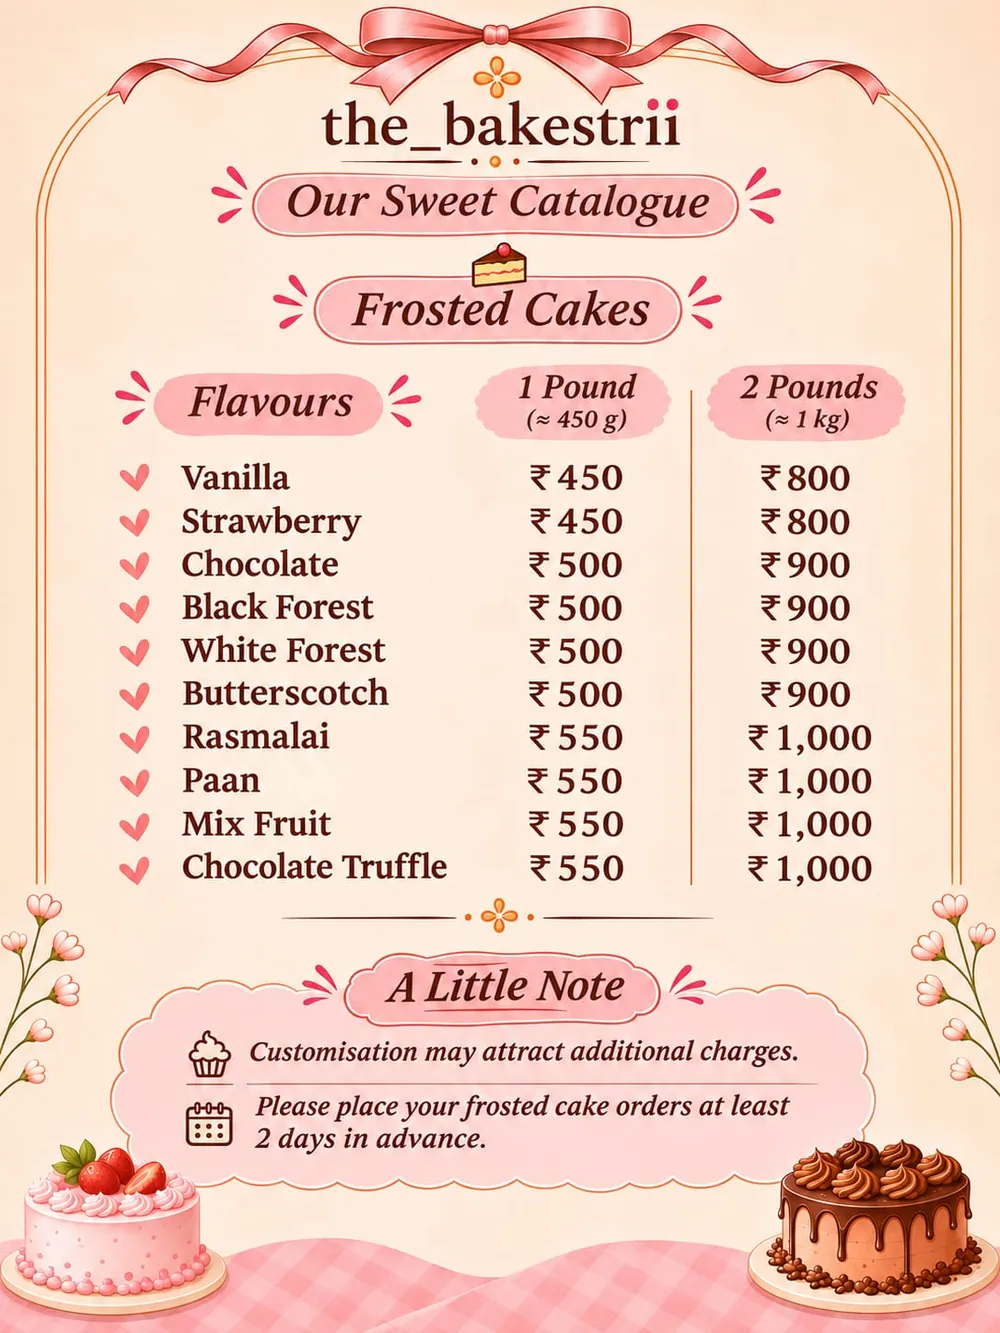 the_bakestrii
Our Sweet Catalogue
Frosted Cakes
Flavours 1 Pound (≈ 450 g) 2 Pounds (≈ 1 kg)
Vanilla ₹450 ₹800
Strawberry ₹450 ₹800
Chocolate ₹500 ₹900
Black Forest ₹500 ₹900
White Forest ₹500 ₹900
Butterscotch ₹500 ₹900
Rasmalai ₹550 ₹1,000
Paan ₹550 ₹1,000
Mix Fruit ₹550 ₹1,000
Chocolate Truffle ₹550 ₹1,000
A Little Note
Customisation may attract additional charges.
Please place your frosted cake orders at least
2 days in advance.